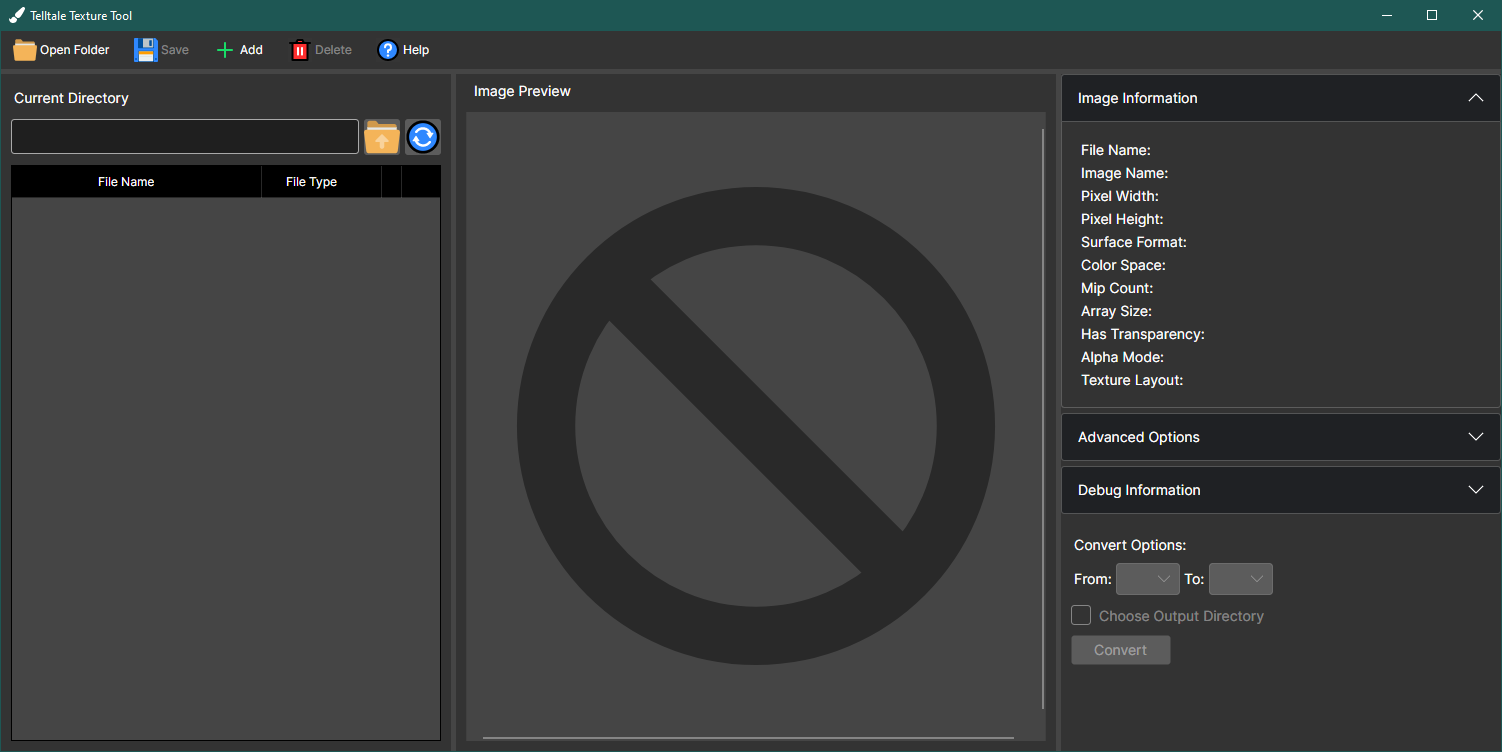 Telltale Texture Tool
Open Folder Save Add Delete Help
Current Directory
File Name File Type
Image Preview
Image Information
File Name:
Image Name:
Pixel Width:
Pixel Height:
Surface Format:
Color Space:
Mip Count:
Array Size:
Has Transparency:
Alpha Mode:
Texture Layout:
Advanced Options
Debug Information
Convert Options:
From: To:
Choose Output Directory
Convert